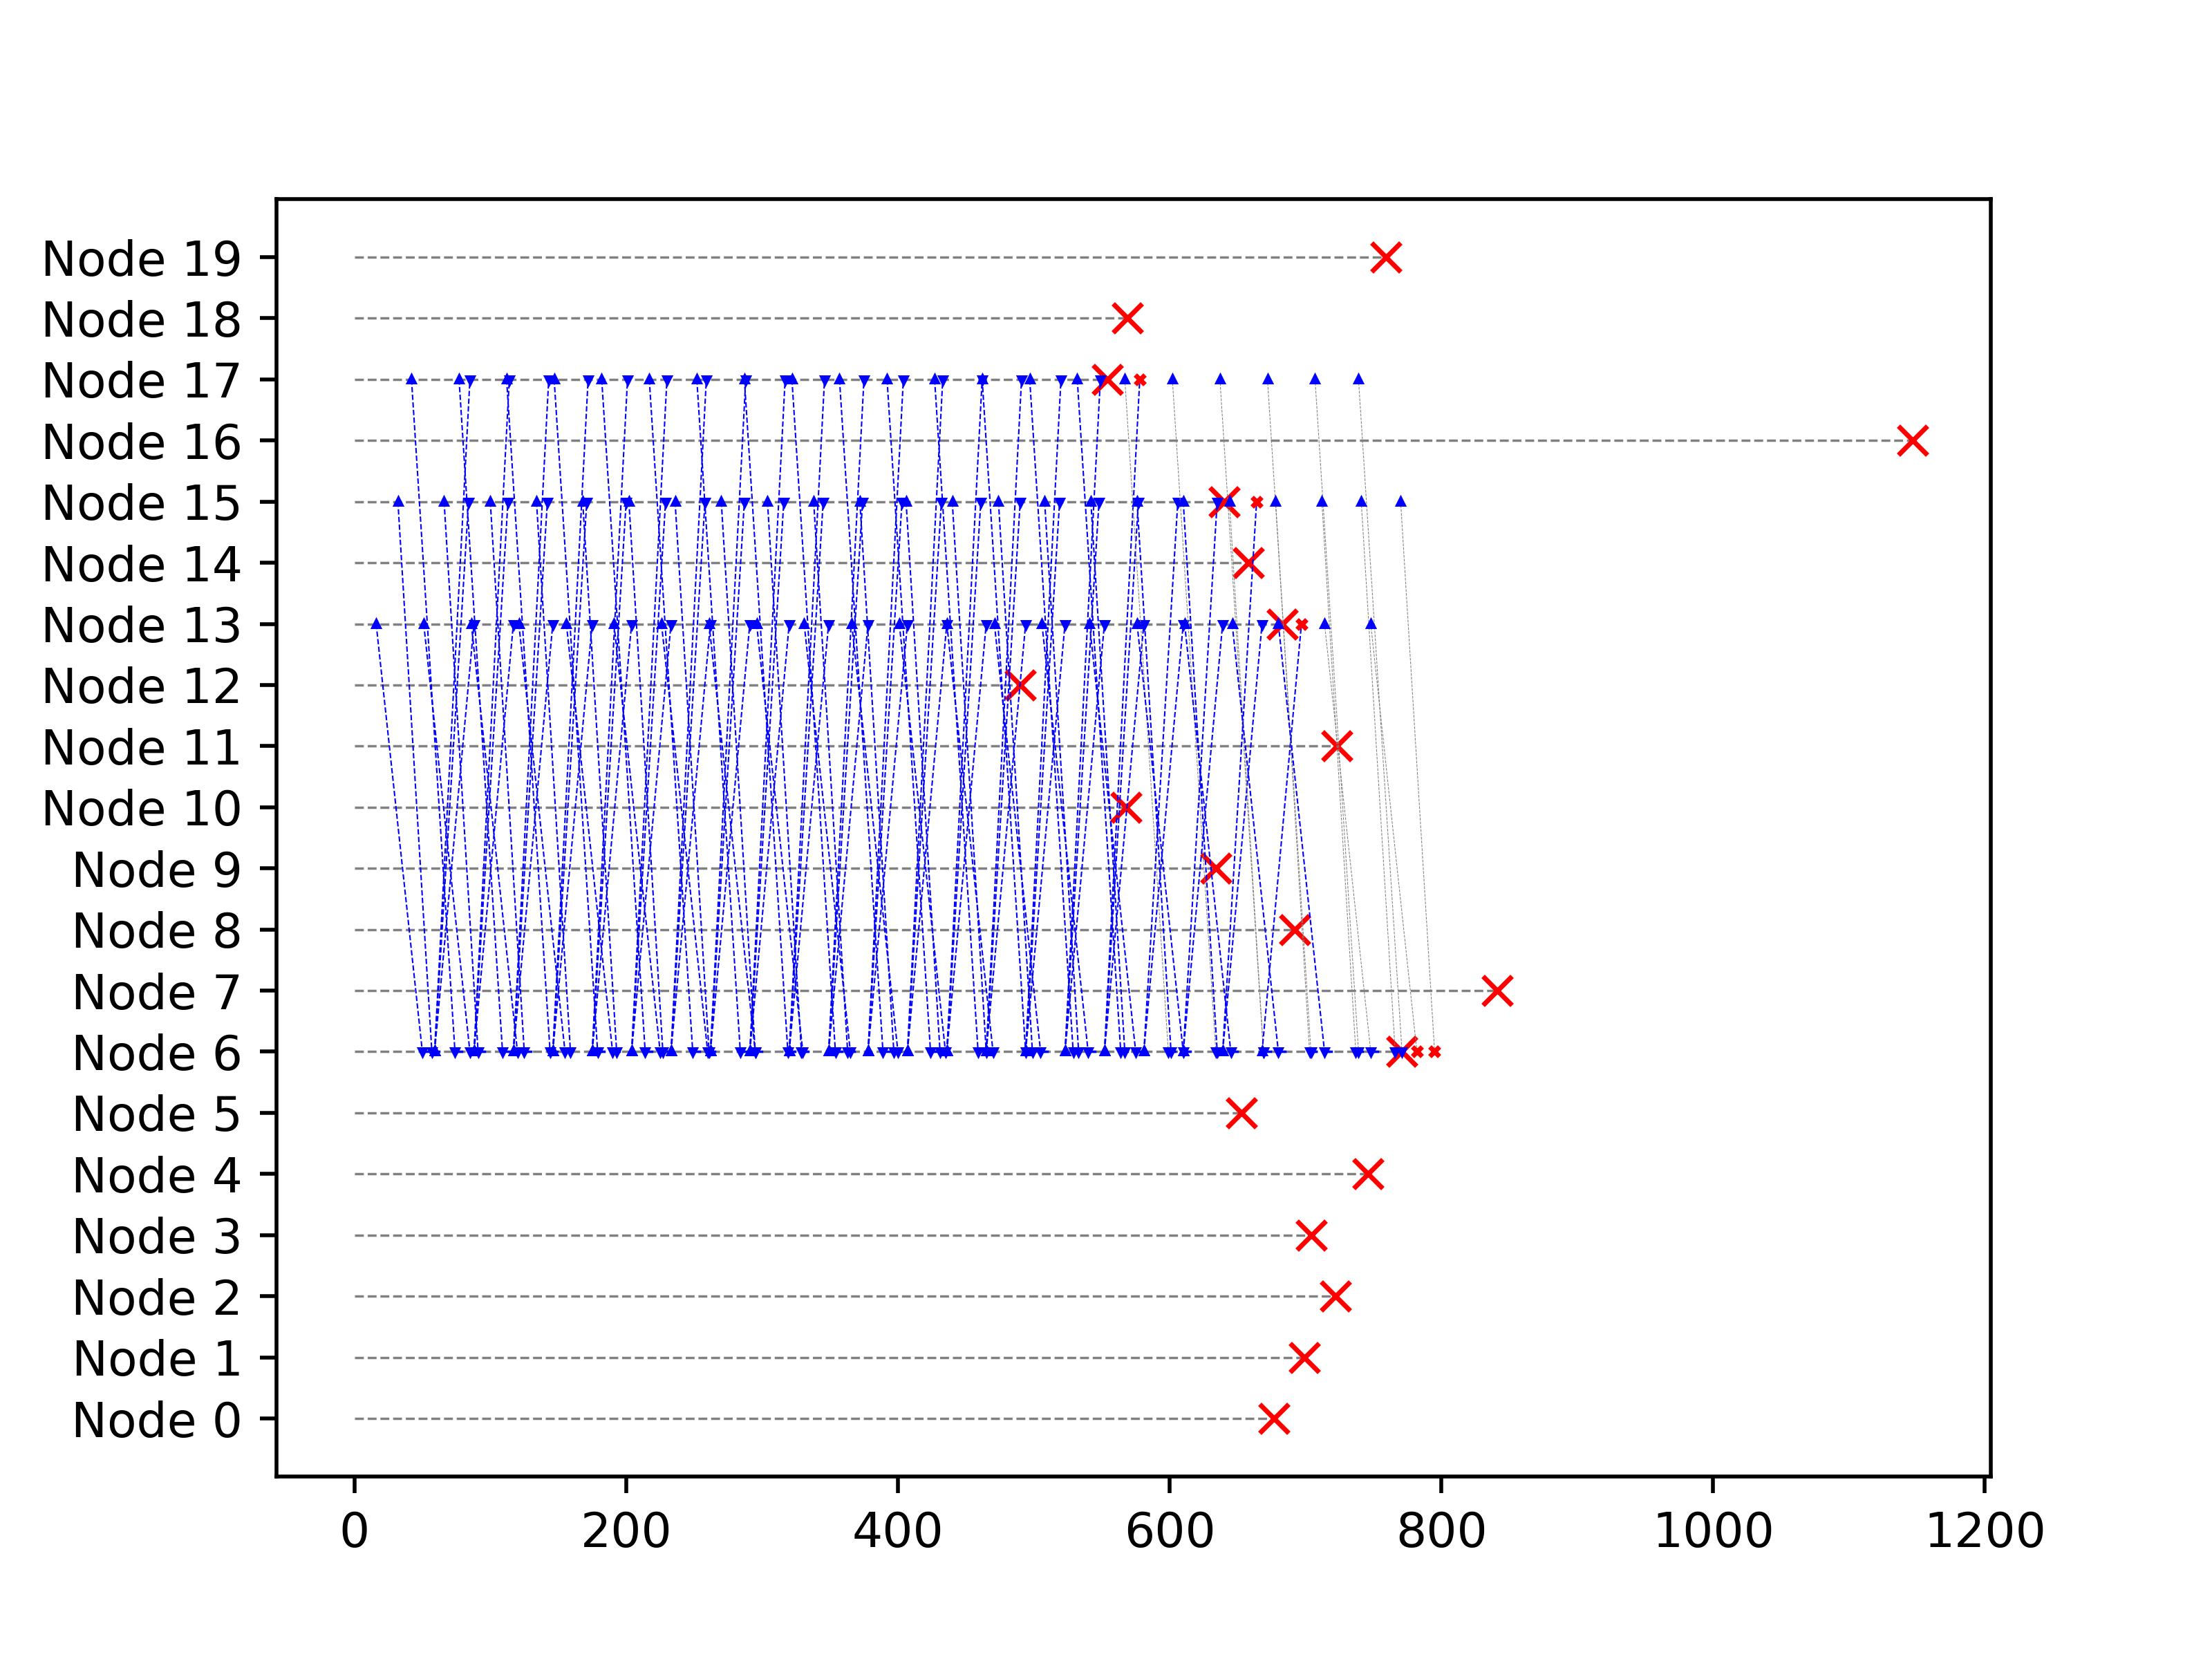 Node 19
Node 18
Node 17
Node 16
Node 15
Node 14
Node 13
Node 12
Node 11
Node 10
Node 9
Node 8
Node 7
Node 6
Node 5
Node 4
Node 3
Node 2
Node 1
Node 0
0 200 400 600 800 1000 1200